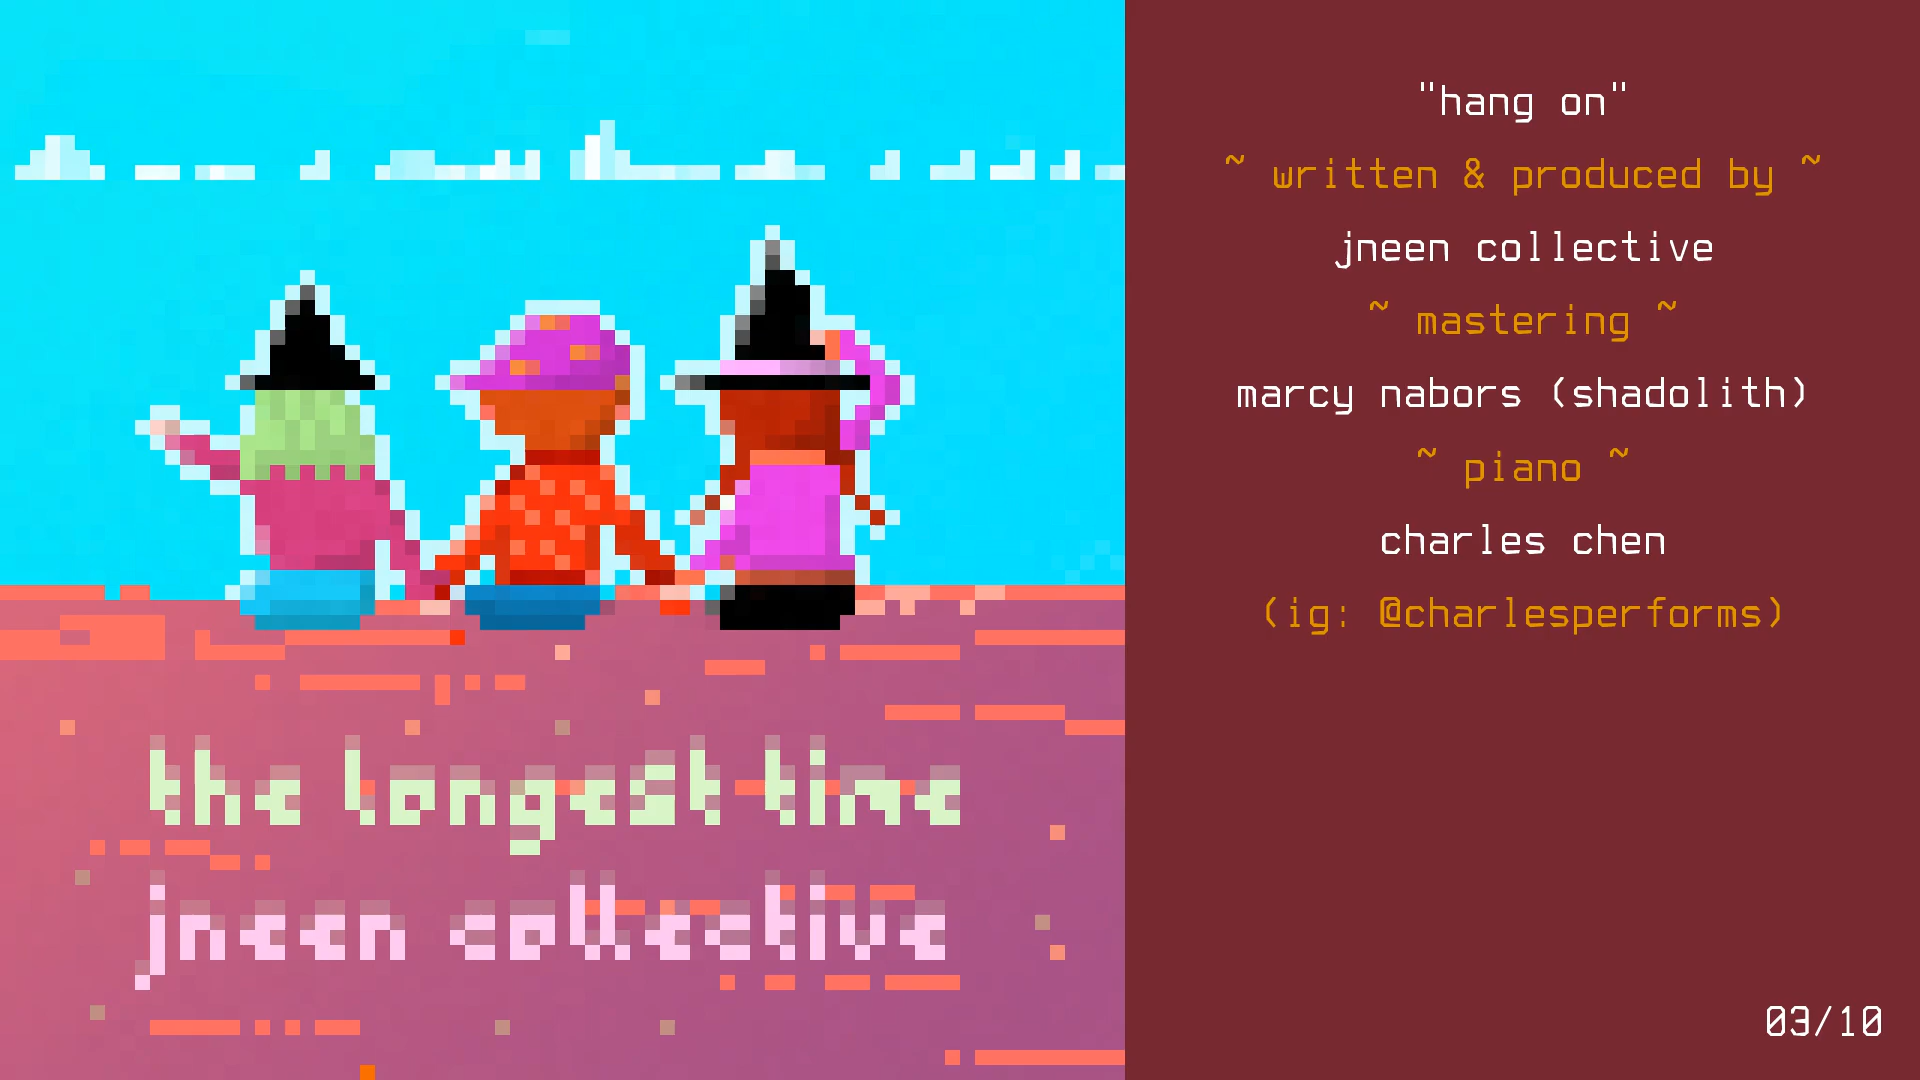 the longest time
jneen collective
"hang on"
~ written & produced by ~
jneen collective
~ mastering ~
marcy nabors (shadolith)
~ piano ~
charles chen
(ig: @charlesperforms)
03/10